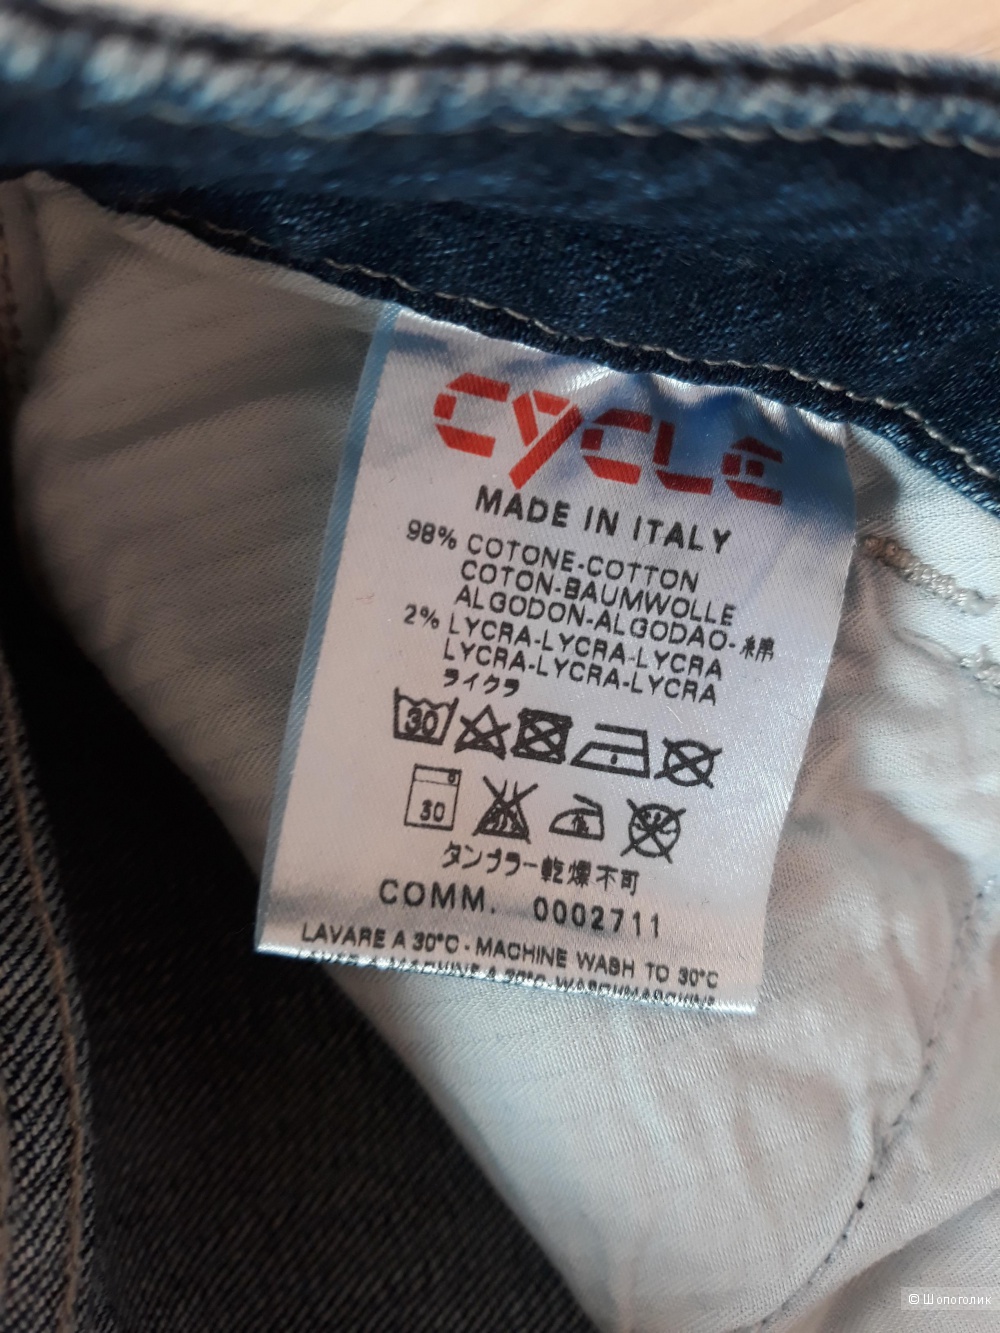 CYCLE
MADE IN ITALY
98% COTONE-COTTON
COTON-BAUMWOLLE
ALGODON-ALGODAO-綿
2% LYCRA-LYCRA-LYCRA
LYCRA-LYCRA-LYCRA
ライクラ
30
30
タンブラー乾燥不可
COMM. 0002711
LAVARE A 30°C - MACHINE WASH TO 30°C
© Шопоголик